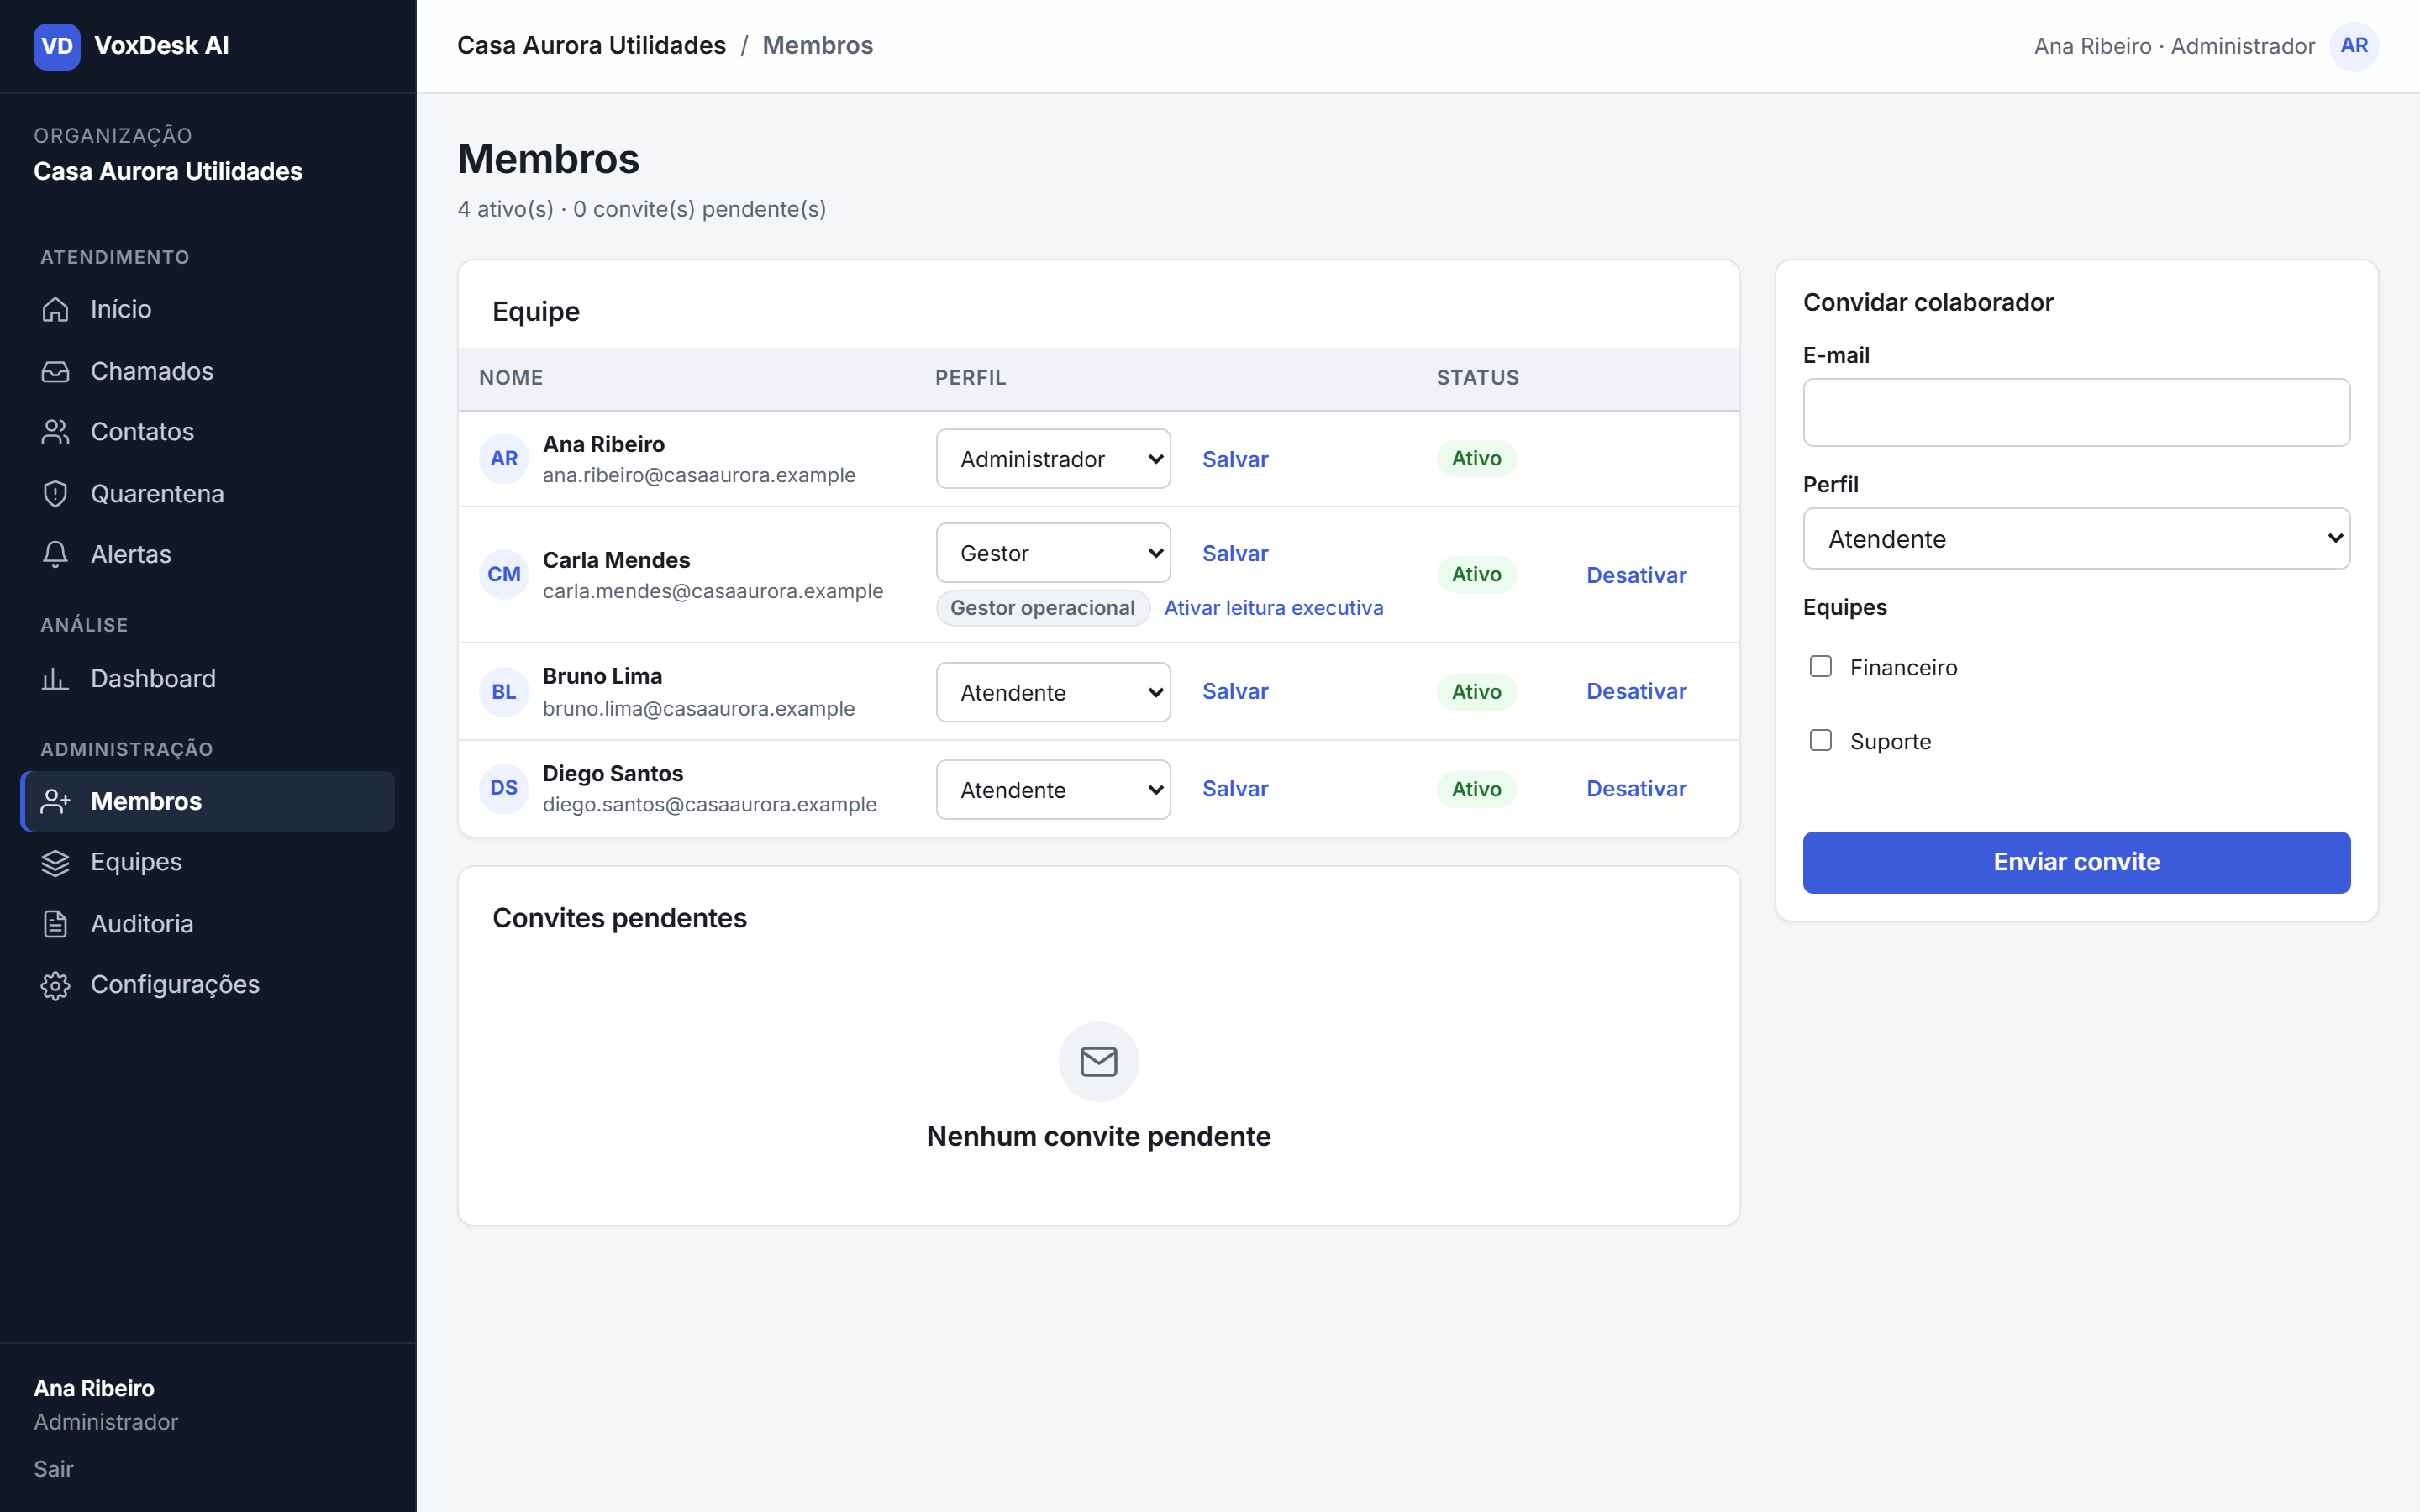 VD VoxDesk AI
ORGANIZAÇÃO
Casa Aurora Utilidades
ATENDIMENTO
Início
Chamados
Contatos
Quarentena
Alertas
ANÁLISE
Dashboard
ADMINISTRAÇÃO
Membros
Equipes
Auditoria
Configurações
Ana Ribeiro
Administrador
Sair
Casa Aurora Utilidades / Membros
Ana Ribeiro · Administrador AR
Membros
4 ativo(s) · 0 convite(s) pendente(s)
Equipe
NOME PERFIL STATUS
AR Ana Ribeiro
ana.ribeiro@casaaurora.example
Administrador Salvar Ativo
CM Carla Mendes
carla.mendes@casaaurora.example
Gestor Salvar
Gestor operacional Ativar leitura executiva
Ativo Desativar
BL Bruno Lima
bruno.lima@casaaurora.example
Atendente Salvar Ativo Desativar
DS Diego Santos
diego.santos@casaaurora.example
Atendente Salvar Ativo Desativar
Convites pendentes
Nenhum convite pendente
Convidar colaborador
E-mail
Perfil
Atendente
Equipes
Financeiro
Suporte
Enviar convite